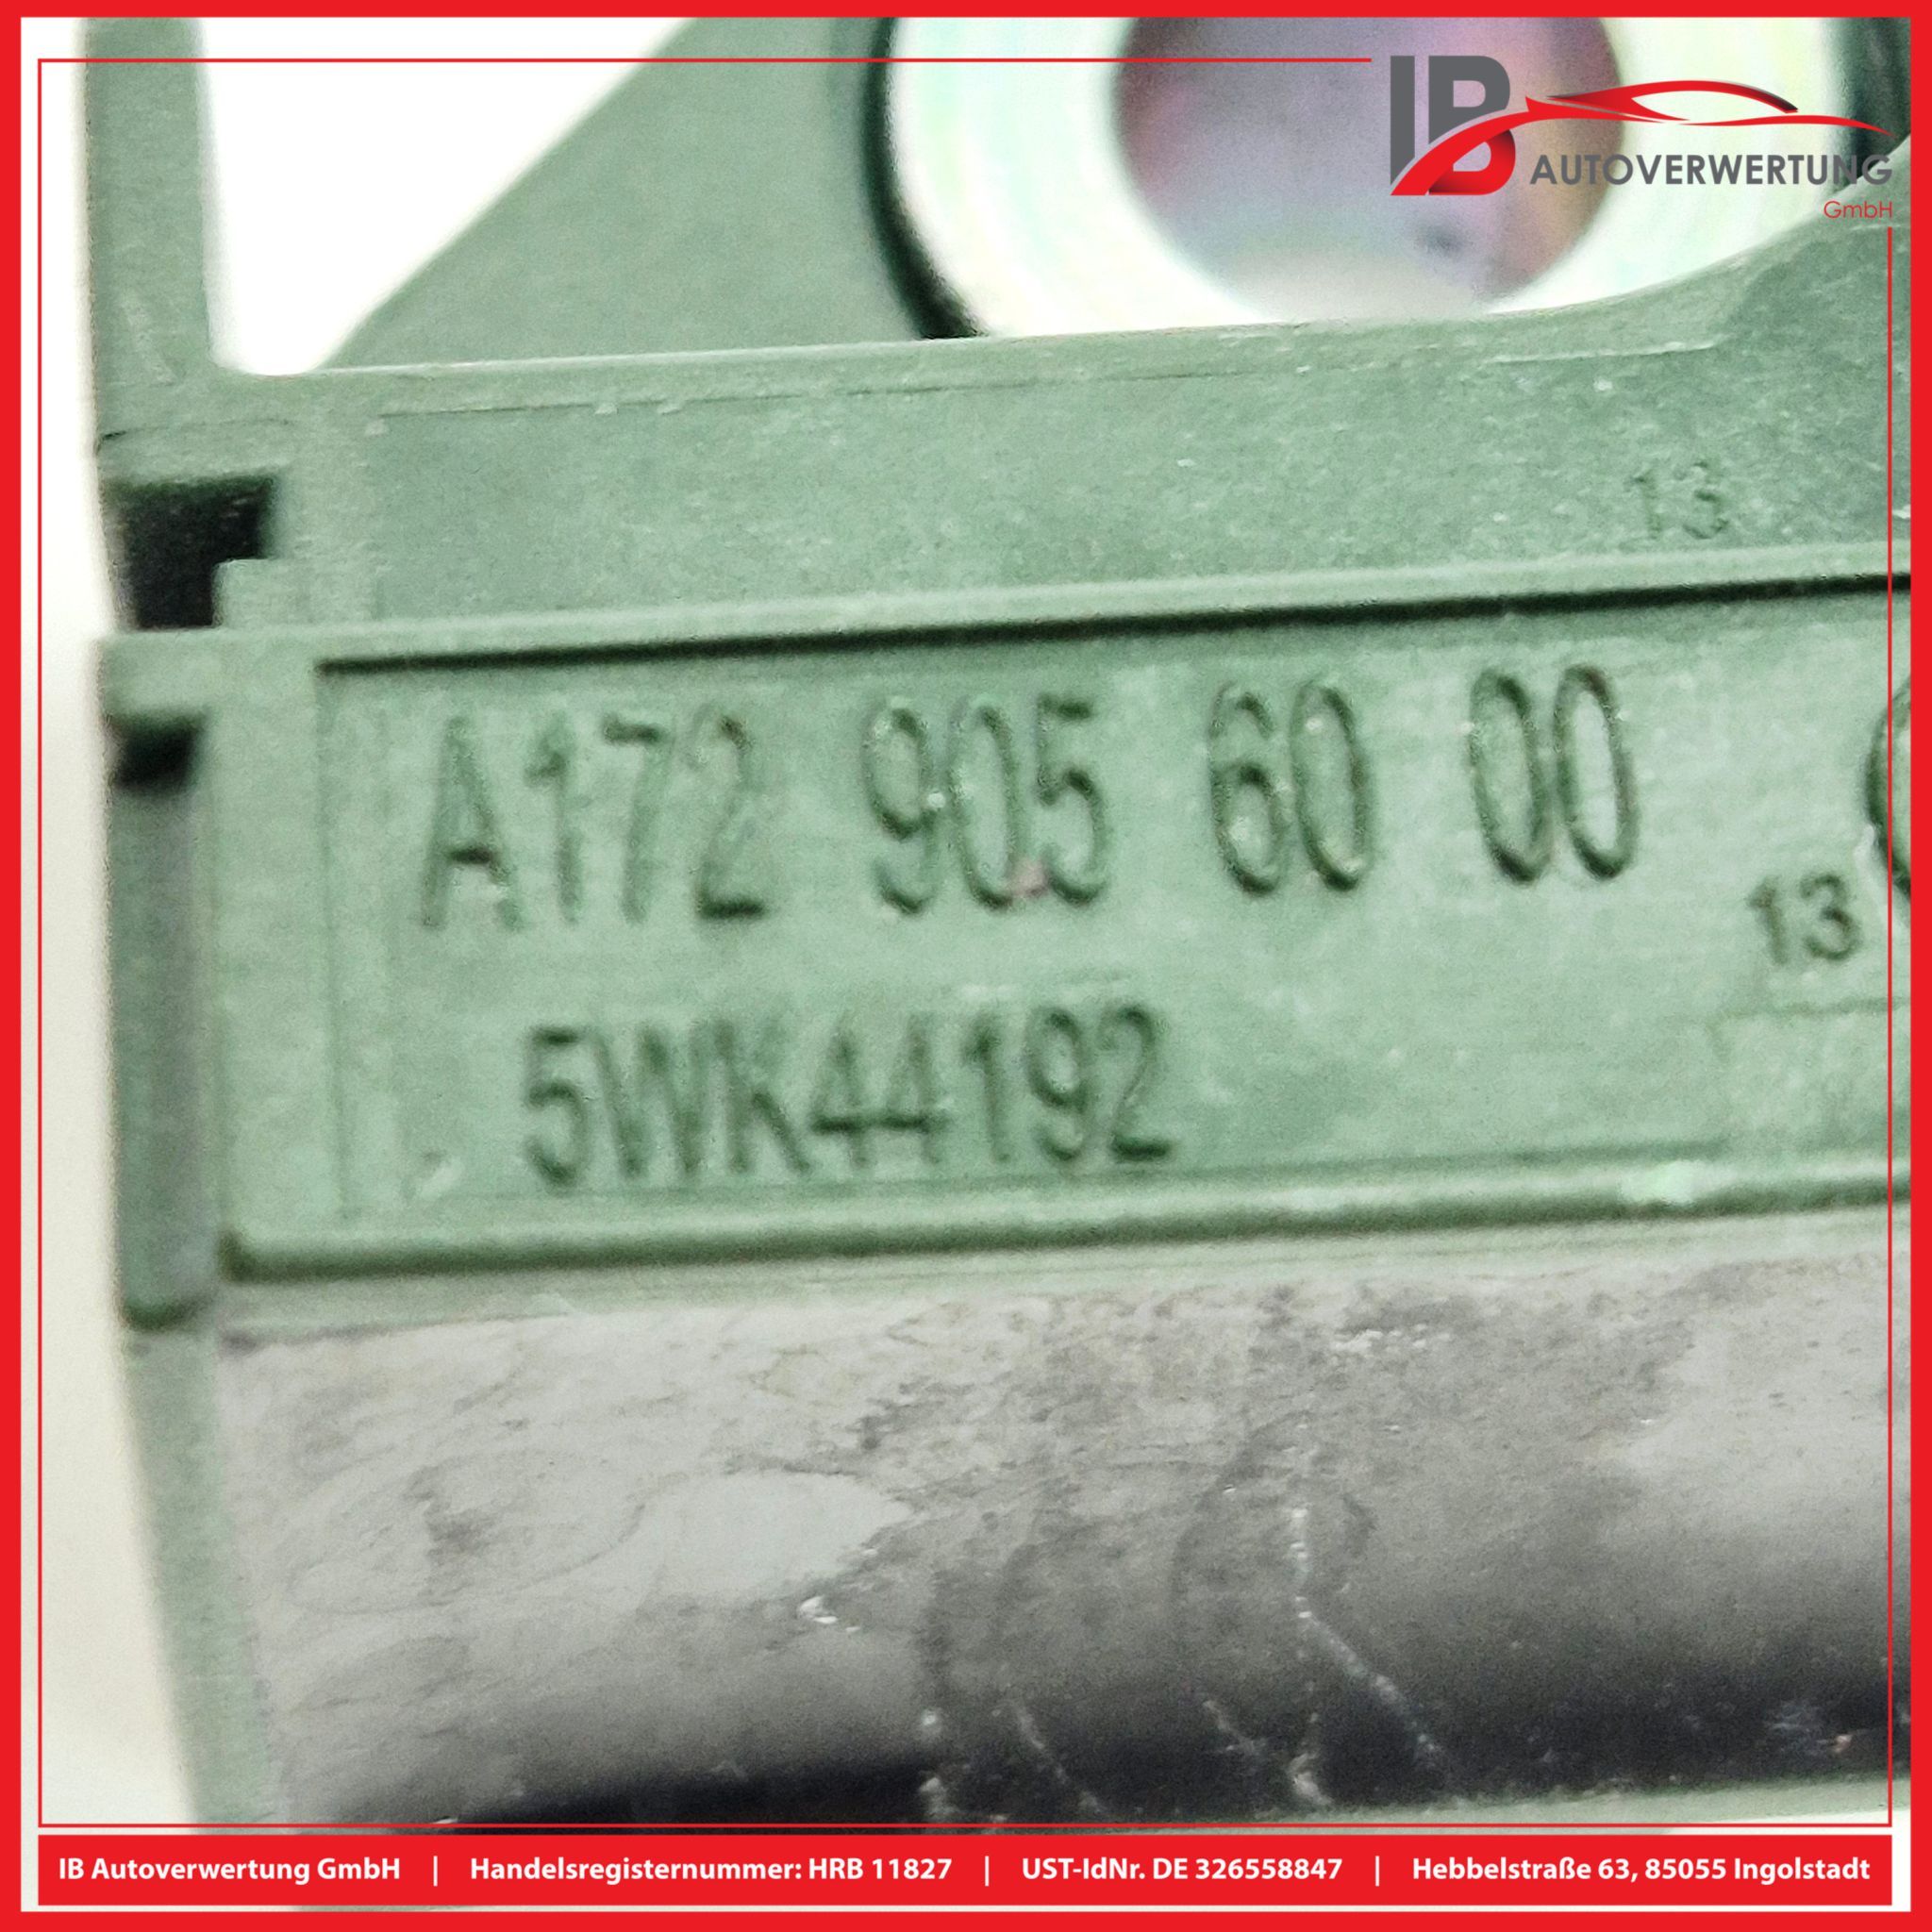 IB
AUTOVERWERTUNG
GmbH
13
A172 905 60 00
13
5WK44192
IB Autoverwertung GmbH | Handelsregisternummer: HRB 11827 | UST-IdNr. DE 326558847 | Hebbelstraße 63, 85055 Ingolstadt